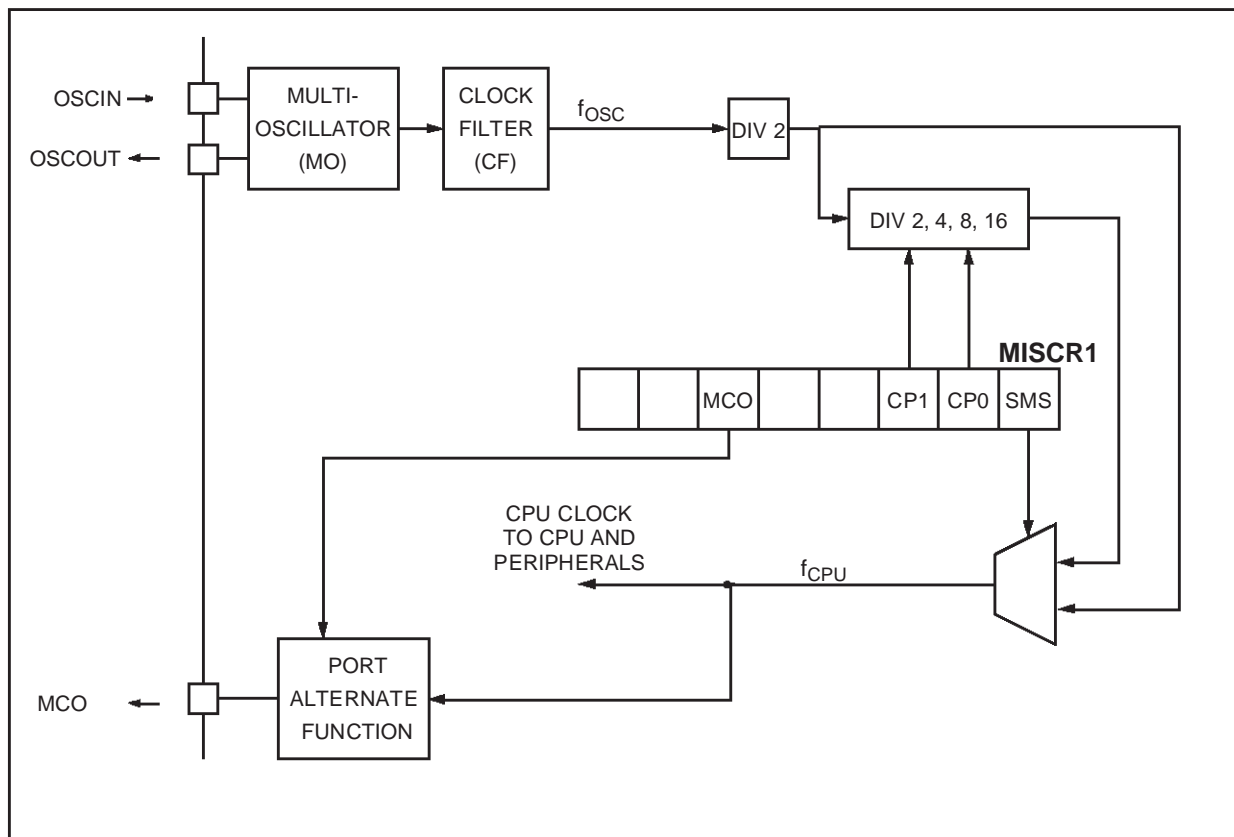 OSCIN
OSCOUT
MULTI-
OSCILLATOR
(MO)
CLOCK
FILTER
(CF)
fOSC
DIV 2
DIV 2, 4, 8, 16
MISCR1
MCO
CP1
CP0
SMS
CPU CLOCK
TO CPU AND
PERIPHERALS
fCPU
PORT
ALTERNATE
FUNCTION
MCO